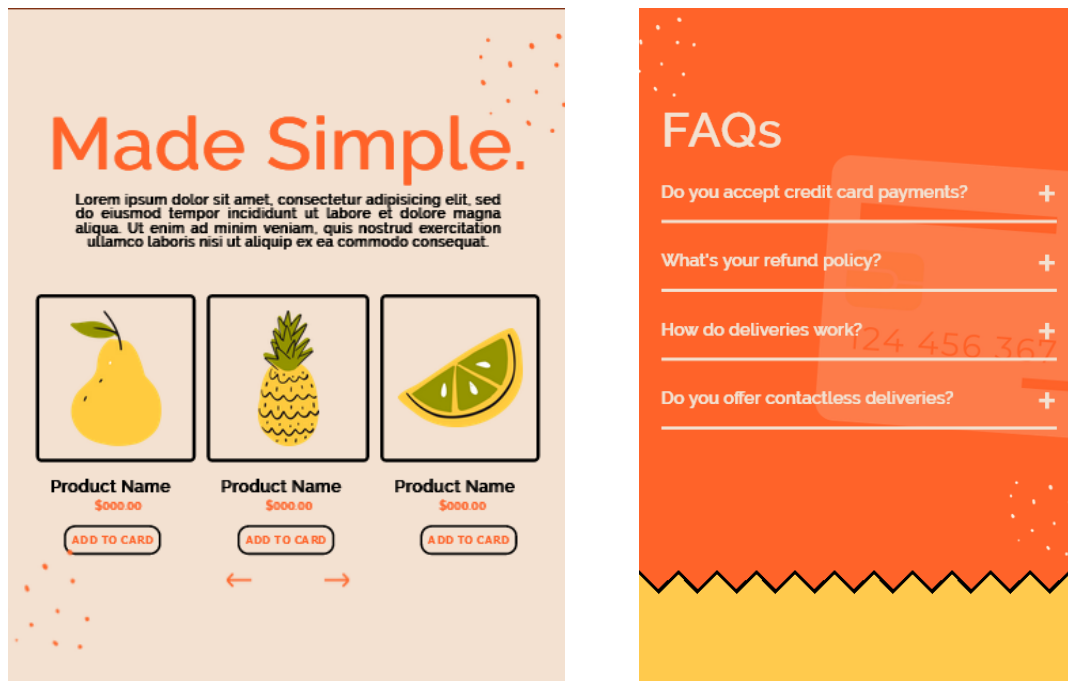 Made Simple.
Lorem ipsum dolor sit amet, consectetur adipisicing elit, sed
do eiusmod tempor incididunt ut labore et dolore magna
aliqua. Ut enim ad minim veniam, quis nostrud exercitation
ullamco laboris nisi ut aliquip ex ea commodo consequat.
Product Name
$000.00
ADD TO CARD
Product Name
$000.00
ADD TO CARD
Product Name
$000.00
ADD TO CARD
FAQs
Do you accept credit card payments?
What's your refund policy?
How do deliveries work?
124 456 367
Do you offer contactless deliveries?